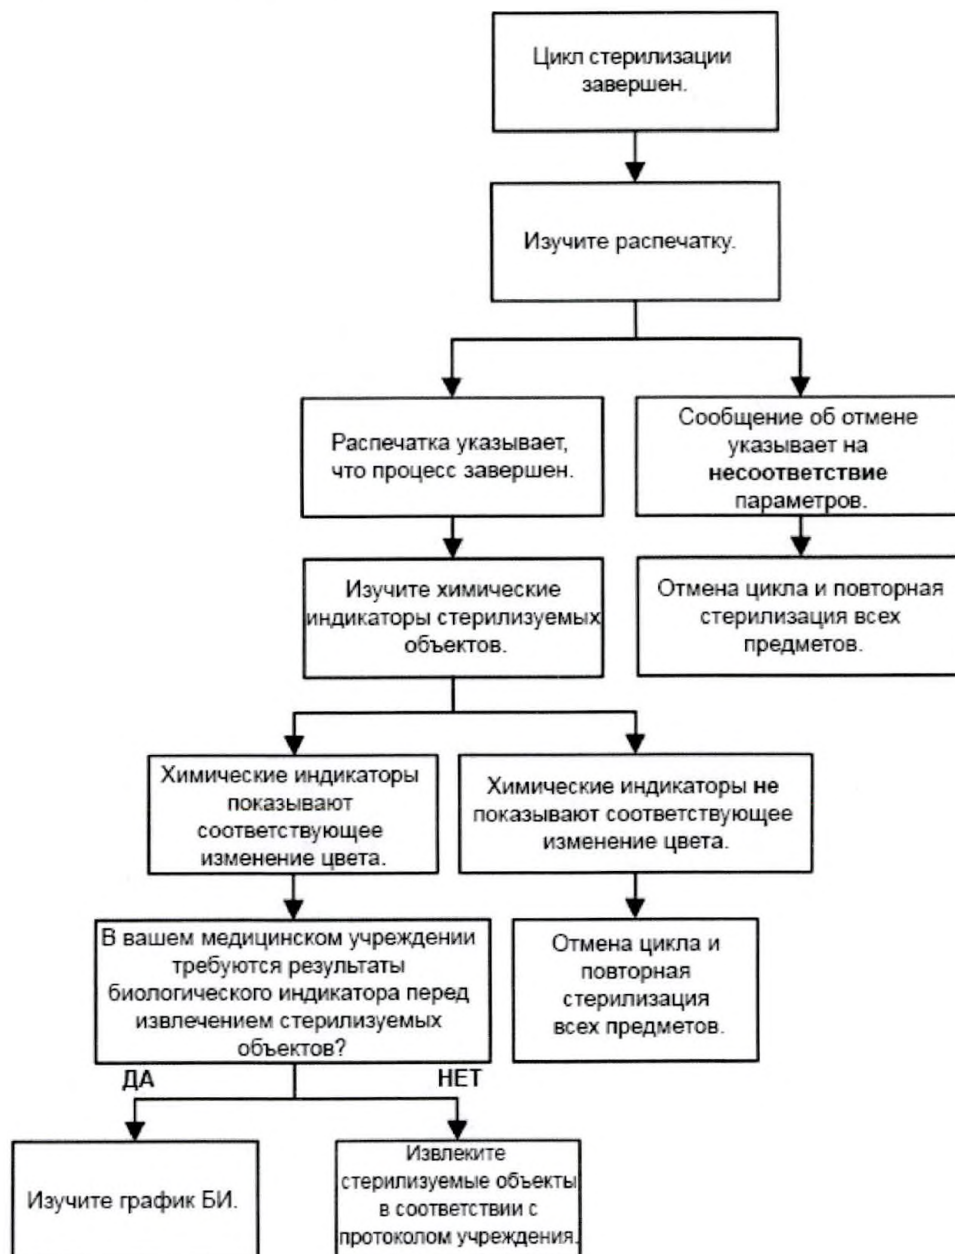 Цикл стерилизации
завершен.
Изучите распечатку.
Распечатка указывает,
что процесс завершен.
Сообщение об отмене
указывает на
несоответствие
параметров.
Изучите химические
индикаторы стерилизуемых
объектов.
Отмена цикла и повторная
стерилизация всех
предметов.
Химические индикаторы
показывают
соответствующее
изменение цвета.
Химические индикаторы не
показывают соответствующее
изменение цвета.
В вашем медицинском учреждении
требуются результаты
биологического индикатора перед
извлечением стерилизуемых
объектов?
Отмена цикла и
повторная
стерилизация
всех предметов.
ДА
НЕТ
Изучите график БИ.
Извлеките
стерилизуемые объекты
в соответствии с
протоколом учреждения.